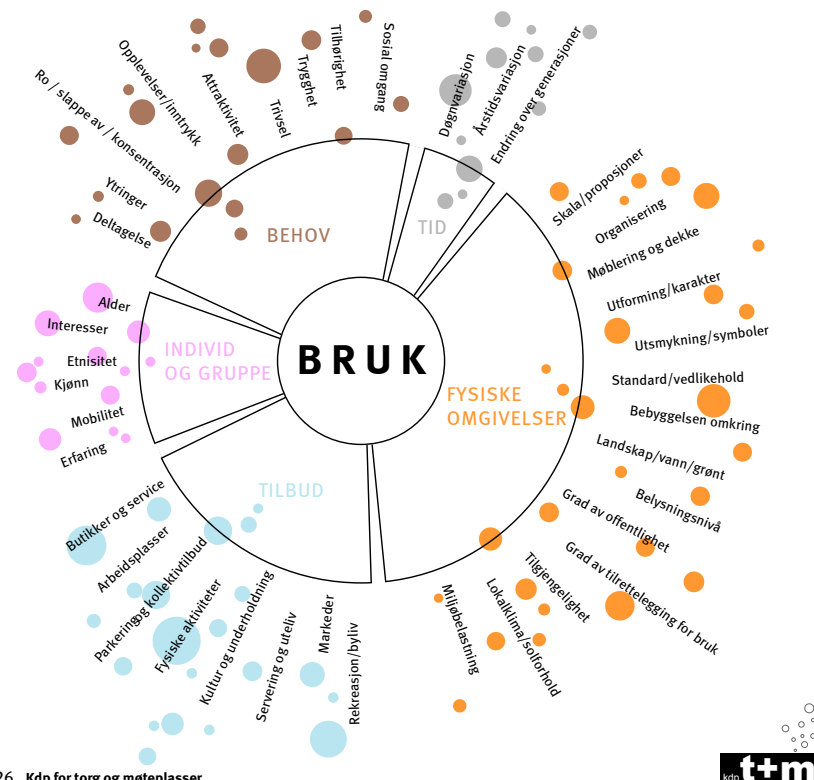 Sosial omgang
Tilhørighet
Trygghet
Trivsel
Attraktivitet
Opplevelser/inntrykk
Ro / slappe av / konsentrasjon
Ytringer
Deltagelse
BEHOV
Døgnvariasjon
Årstidsvariasjon
Endring over generasjoner
TID
Skala/proposjoner
Organisering
Møblering og dekke
Utforming/karakter
Utsmykning/symboler
Standard/vedlikehold
Bebyggelsen omkring
Landskap/vann/grønt
Belysningsnivå
Grad av offentlighet
Grad av tilrettelegging for bruk
Tilgjengelighet
Lokalklima/solforhold
Miljøbelastning
FYSISKE
OMGIVELSER
BRUK
INDIVID
OG GRUPPE
Alder
Interesser
Etnisitet
Kjønn
Mobilitet
Erfaring
TILBUD
Butikker og service
Arbeidsplasser
Parkering og kollektivtilbud
Fysiske aktiviteter
Kultur og underholdning
Servering og uteliv
Markeder
Rekreasjon/byliv
26 Kdp for torg og møteplasser
kdp t+m